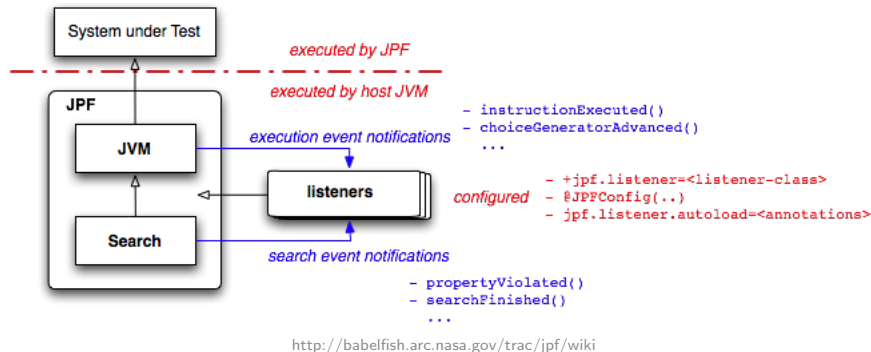 System under Test
executed by JPF
executed by host JVM
JPF
JVM
execution event notifications
- instructionExecuted()
- choiceGeneratorAdvanced()
...
listeners
configured
- +jpf.listener=<listener-class>
- @JPFConfig(..)
- jpf.listener.autoload=<annotations>
Search
search event notifications
- propertyViolated()
- searchFinished()
...
http://babelfish.arc.nasa.gov/trac/jpf/wiki